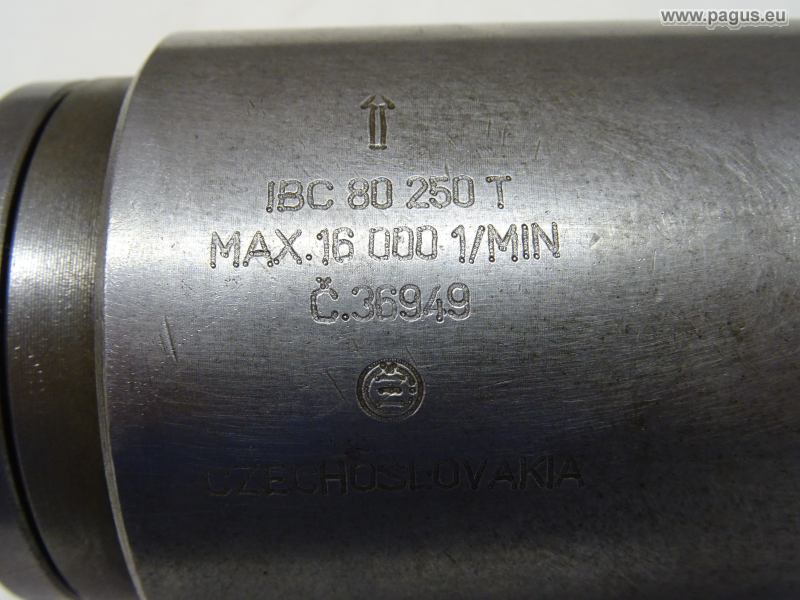 www.pagus.eu
IBC 80 250 T
MAX.16 000 1/MIN
Č.36949
CZECHOSLOVAKIA